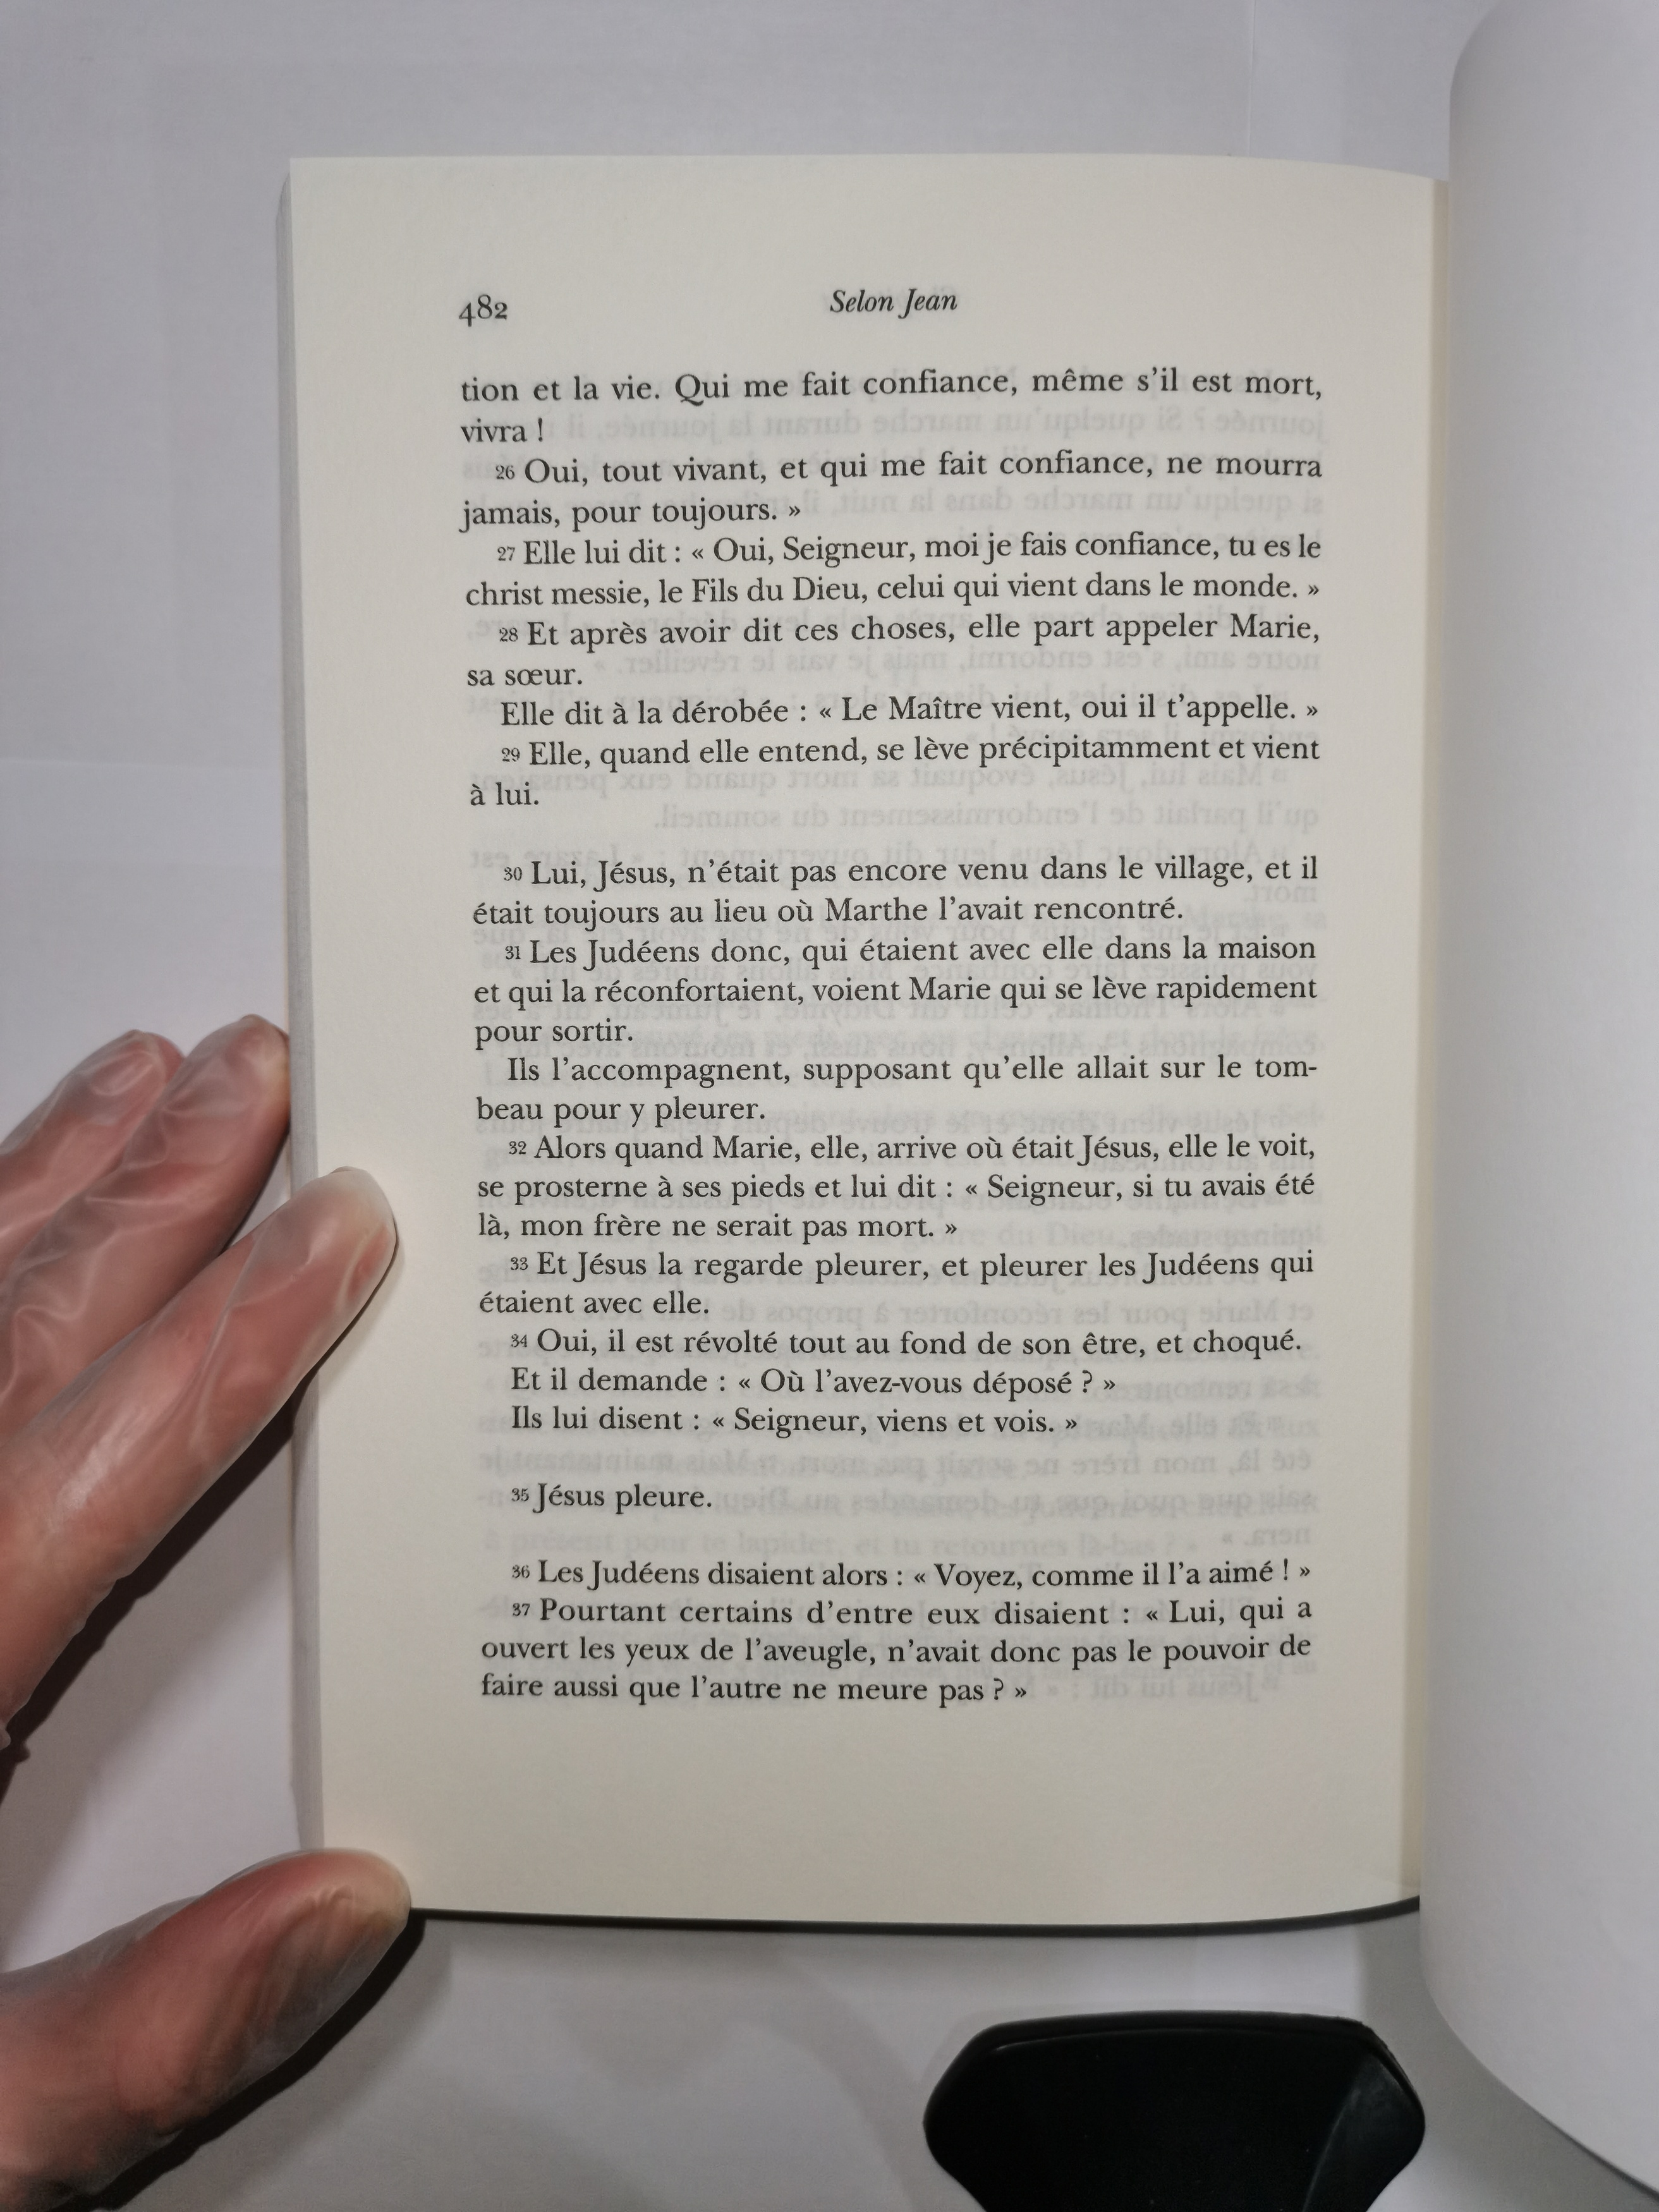 482
Selon Jean
tion et la vie. Qui me fait confiance, même s'il est mort,
vivra !
26 Oui, tout vivant, et qui me fait confiance, ne mourra
jamais, pour toujours. »
27 Elle lui dit : « Oui, Seigneur, moi je fais confiance, tu es le
christ messie, le Fils du Dieu, celui qui vient dans le monde. »
28 Et après avoir dit ces choses, elle part appeler Marie,
sa sœur.
Elle dit à la dérobée : « Le Maître vient, oui il t'appelle. »
29 Elle, quand elle entend, se lève précipitamment et vient
à lui.
30 Lui, Jésus, n'était pas encore venu dans le village, et il
était toujours au lieu où Marthe l'avait rencontré.
31 Les Judéens donc, qui étaient avec elle dans la maison
et qui la réconfortaient, voient Marie qui se lève rapidement
pour sortir.
Ils l'accompagnent, supposant qu'elle allait sur le tom-
beau pour y pleurer.
32 Alors quand Marie, elle, arrive où était Jésus, elle le voit,
se prosterne à ses pieds et lui dit : « Seigneur, si tu avais été
là, mon frère ne serait pas mort. »
33 Et Jésus la regarde pleurer, et pleurer les Judéens qui
étaient avec elle.
34 Oui, il est révolté tout au fond de son être, et choqué.
Et il demande : « Où l'avez-vous déposé ? »
Ils lui disent : « Seigneur, viens et vois. »
35 Jésus pleure.
36 Les Judéens disaient alors : « Voyez, comme il l'a aimé ! »
37 Pourtant certains d'entre eux disaient : « Lui, qui a
ouvert les yeux de l'aveugle, n'avait donc pas le pouvoir de
faire aussi que l'autre ne meure pas ? »